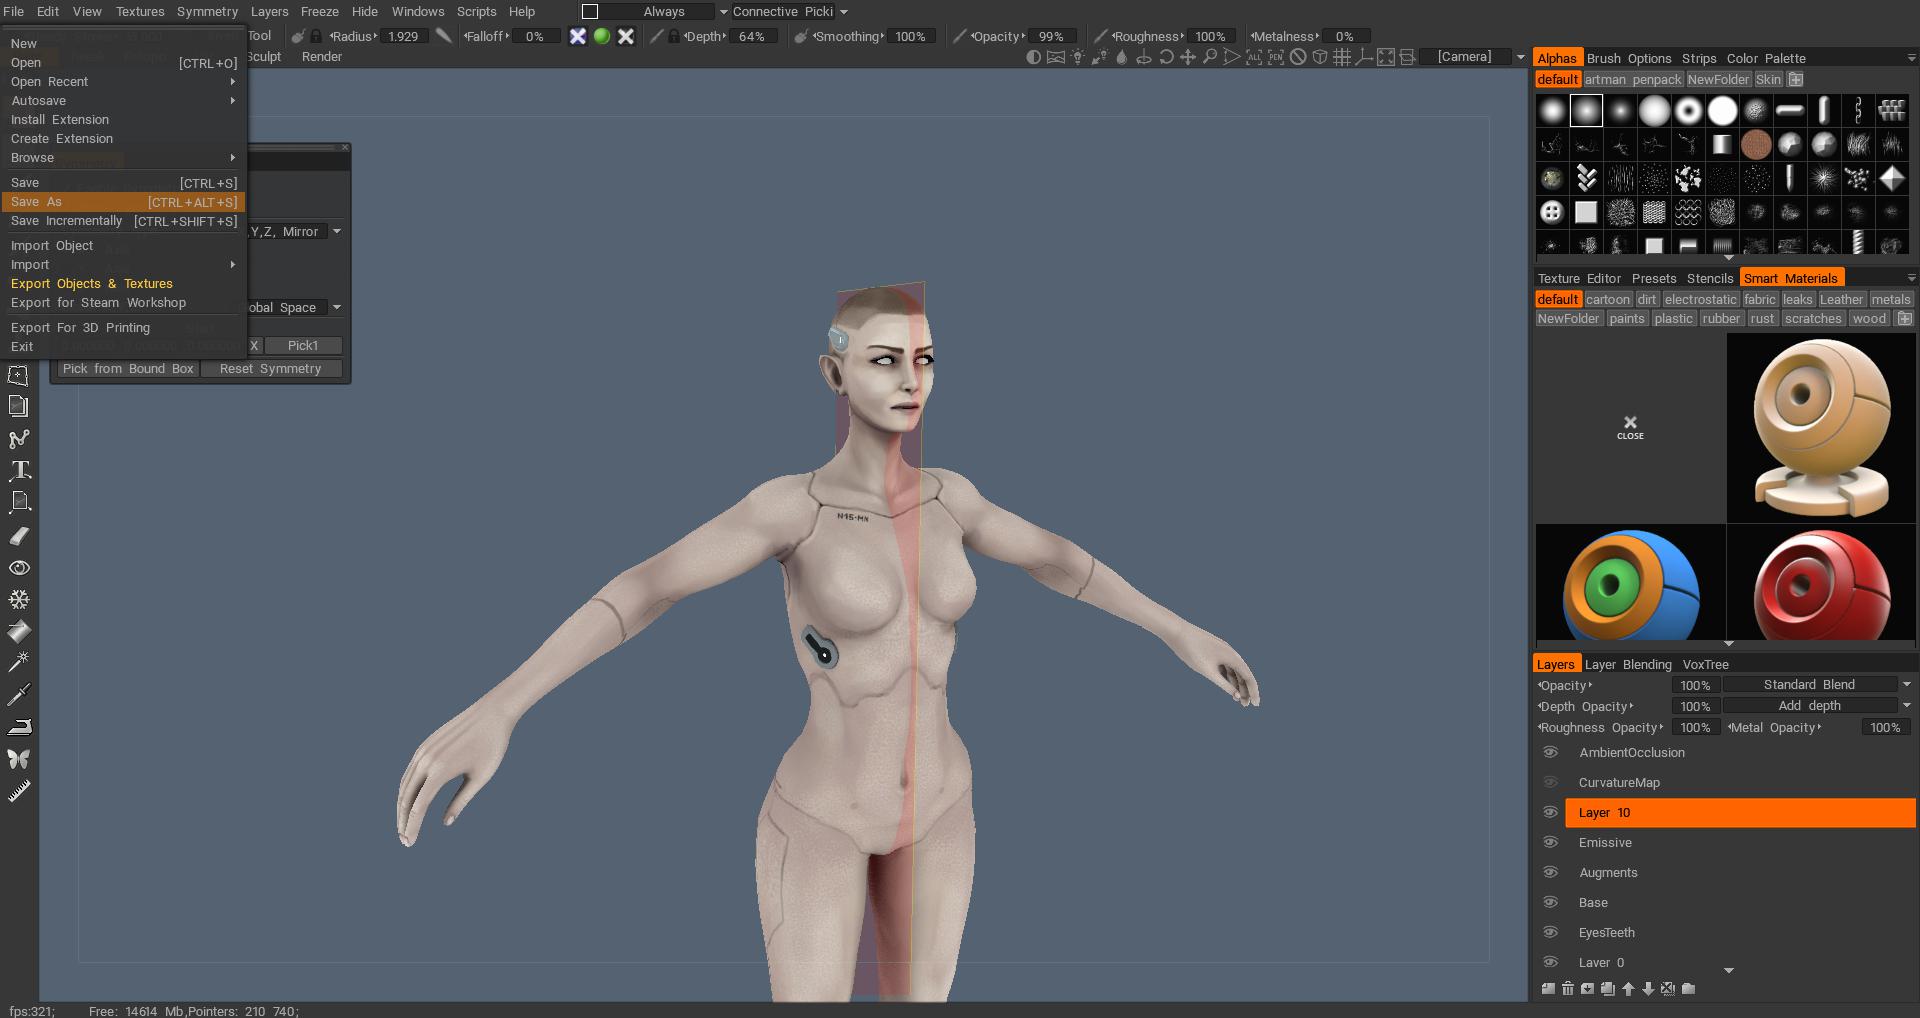 File Edit View Textures Symmetry Layers Freeze Hide Windows Scripts Help Always Connective Picki
Tool Radius 1.929 Falloff 0% Depth 64% Smoothing 100% Opacity 99% Roughness 100% Metalness 0%
Sculpt Render [Camera]
New
Open [CTRL+O]
Open Recent
Autosave
Install Extension
Create Extension
Browse
Save [CTRL+S]
Save As [CTRL+ALT+S]
Save Incrementally [CTRL+SHIFT+S]
Import Object
Import
Export Objects & Textures
Export for Steam Workshop
Export For 3D Printing
Exit
,Y,Z, Mirror
obal Space
X Pick1
Pick from Bound Box Reset Symmetry
N45-MN
Alphas Brush Options Strips Color Palette
default artman penpack NewFolder Skin
ALL PEN
Texture Editor Presets Stencils Smart Materials
default cartoon dirt electrostatic fabric leaks Leather metals
NewFolder paints plastic rubber rust scratches wood
CLOSE
Layers Layer Blending VoxTree
Opacity 100% Standard Blend
Depth Opacity 100% Add depth
Roughness Opacity 100% Metal Opacity 100%
AmbientOcclusion
CurvatureMap
Layer 10
Emissive
Augments
Base
EyesTeeth
Layer 0
fps:321; Free: 14614 Mb,Pointers: 210 740;